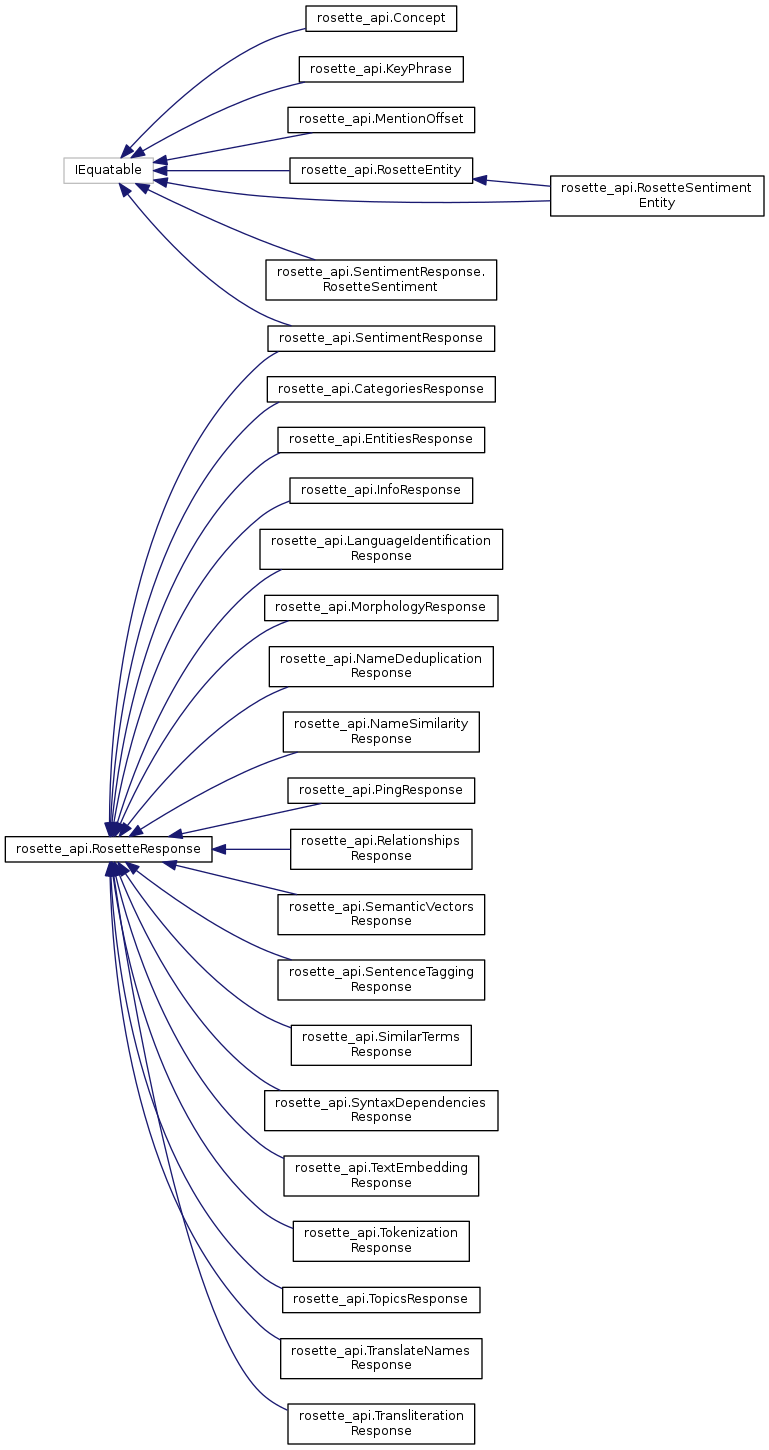 rosette_api.Concept
rosette_api.KeyPhrase
rosette_api.MentionOffset
IEquatable
rosette_api.RosetteEntity
rosette_api.RosetteSentiment
Entity
rosette_api.SentimentResponse.
RosetteSentiment
rosette_api.SentimentResponse
rosette_api.CategoriesResponse
rosette_api.EntitiesResponse
rosette_api.InfoResponse
rosette_api.LanguageIdentification
Response
rosette_api.MorphologyResponse
rosette_api.NameDeduplication
Response
rosette_api.NameSimilarity
Response
rosette_api.PingResponse
rosette_api.RosetteResponse
rosette_api.Relationships
Response
rosette_api.SemanticVectors
Response
rosette_api.SentenceTagging
Response
rosette_api.SimilarTerms
Response
rosette_api.SyntaxDependencies
Response
rosette_api.TextEmbedding
Response
rosette_api.Tokenization
Response
rosette_api.TopicsResponse
rosette_api.TranslateNames
Response
rosette_api.Transliteration
Response